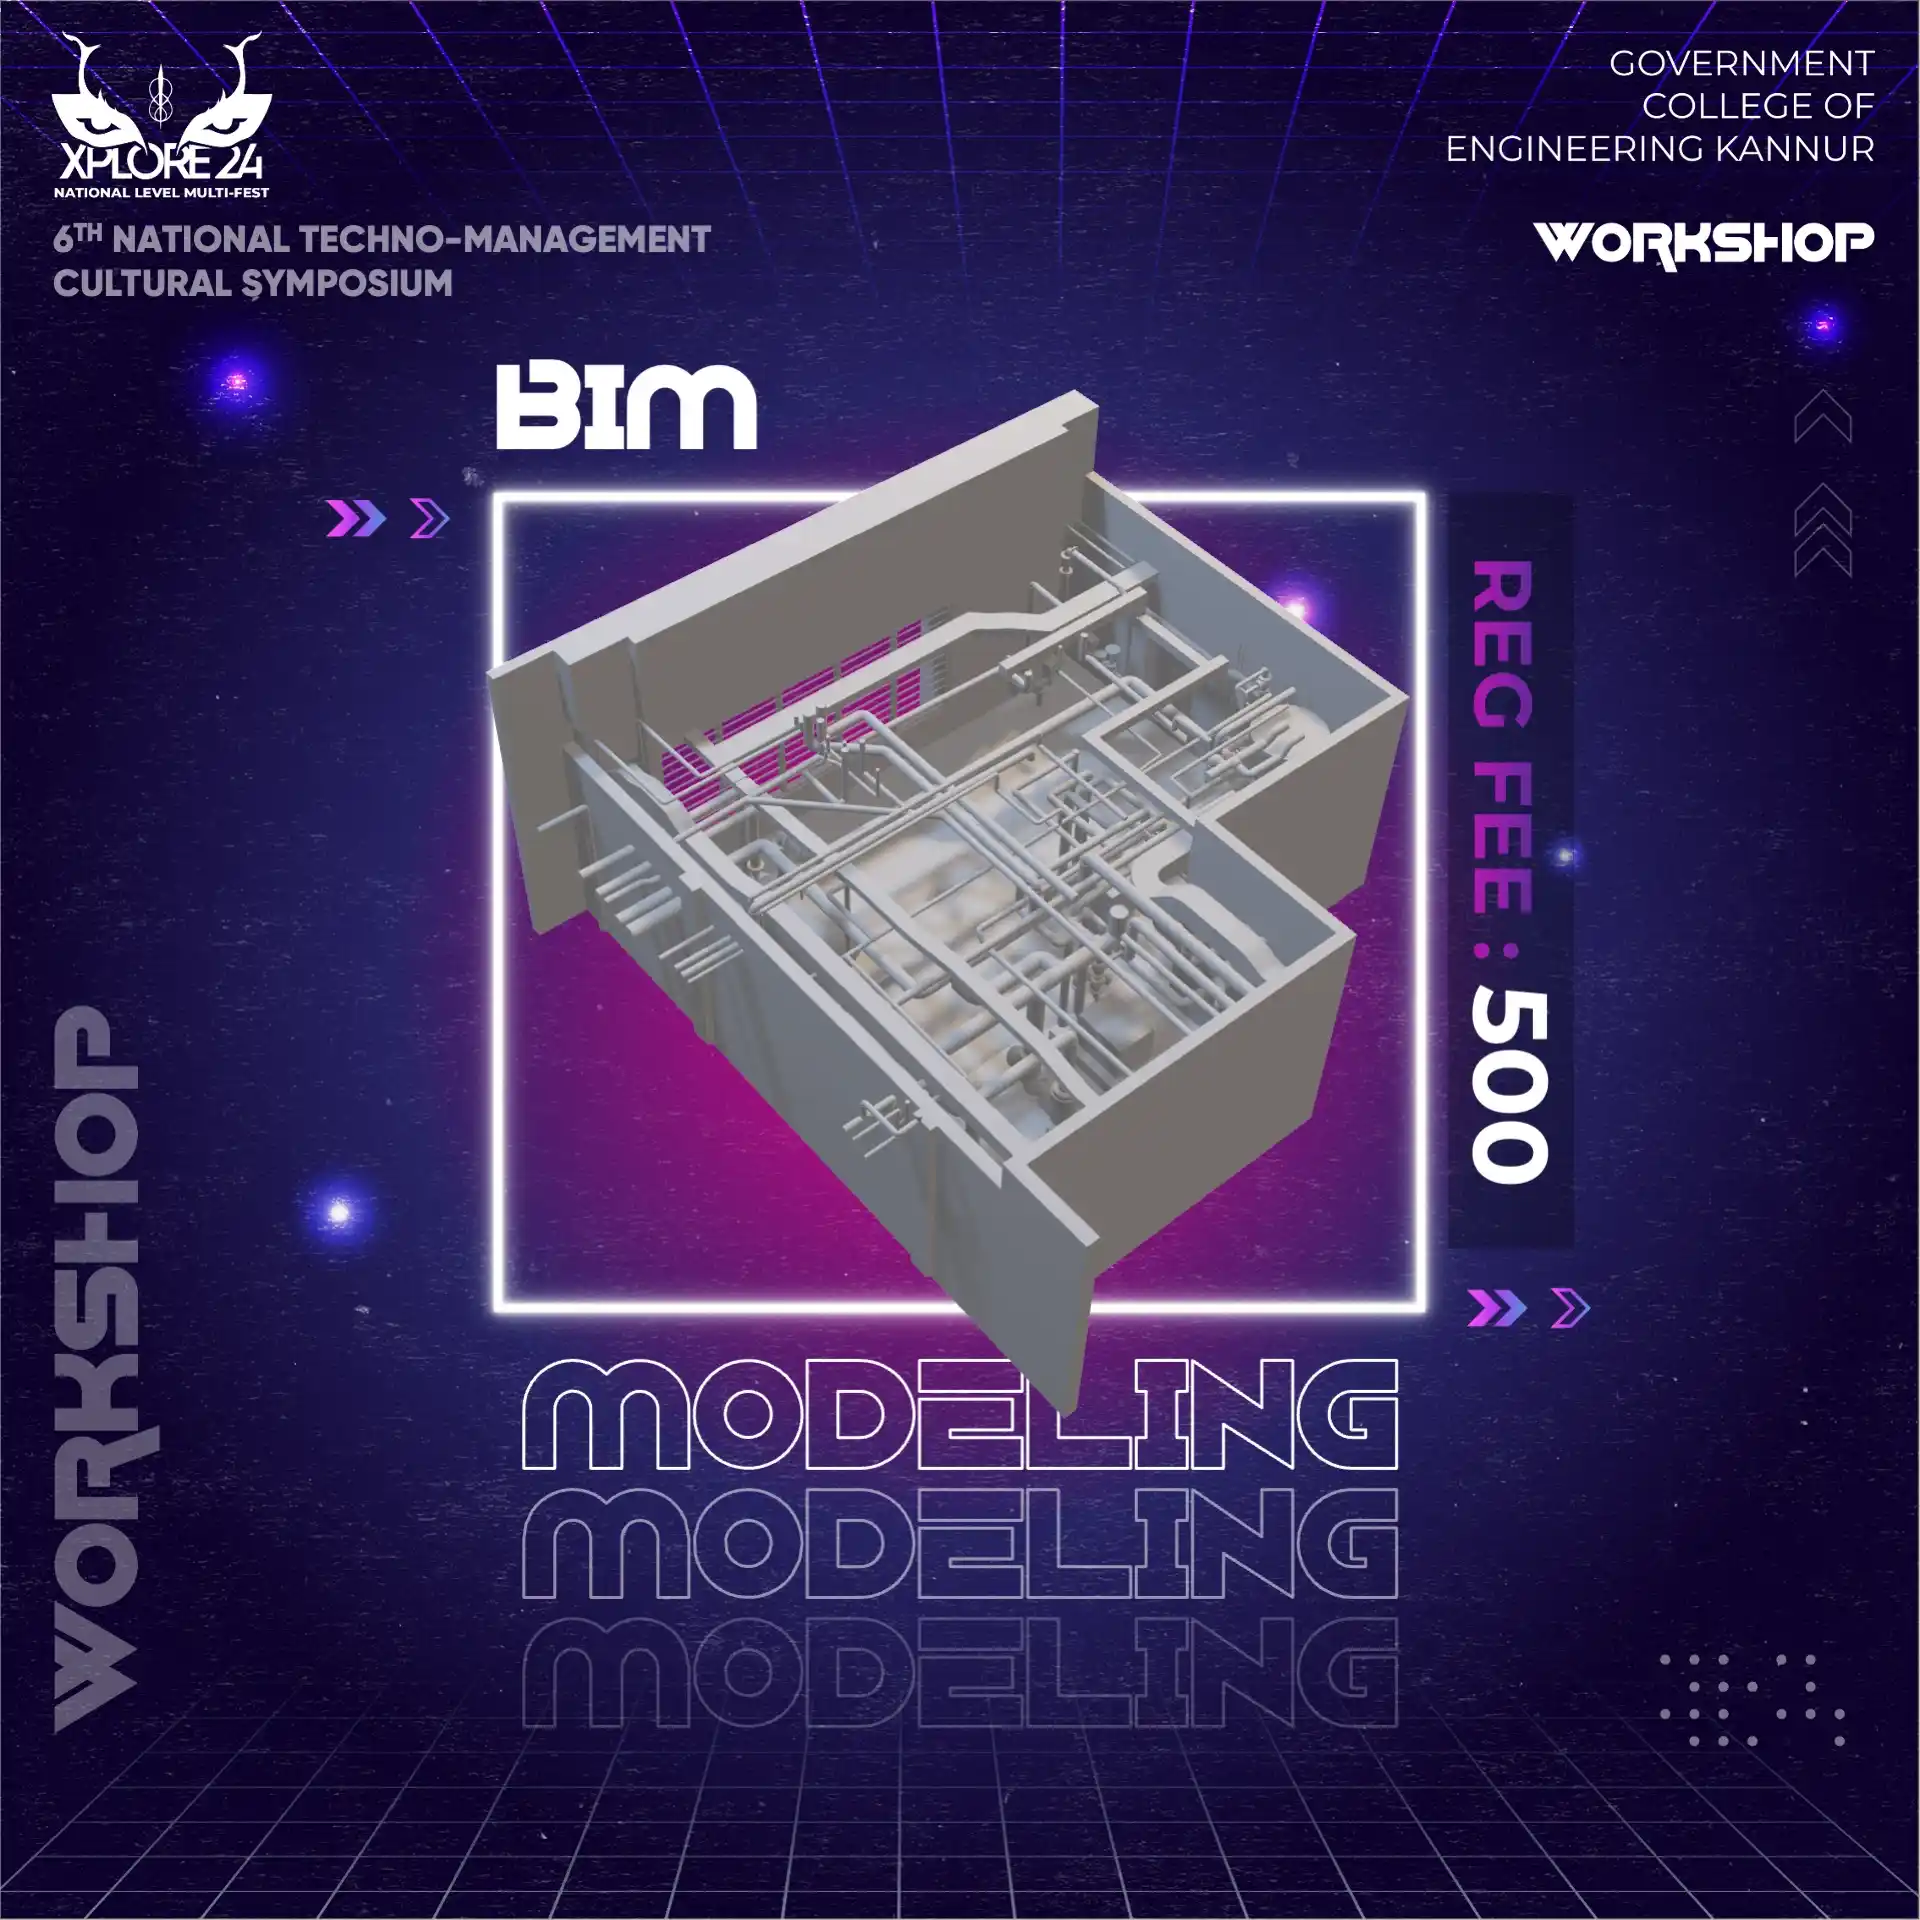 XPLORE 24
NATIONAL LEVEL MULTI-FEST
6TH NATIONAL TECHNO-MANAGEMENT
CULTURAL SYMPOSIUM
GOVERNMENT
COLLEGE OF
ENGINEERING KANNUR
WORKSHOP
BIM
REG FEE : 500
WORKSHOP
MODELING
MODELING
MODELING